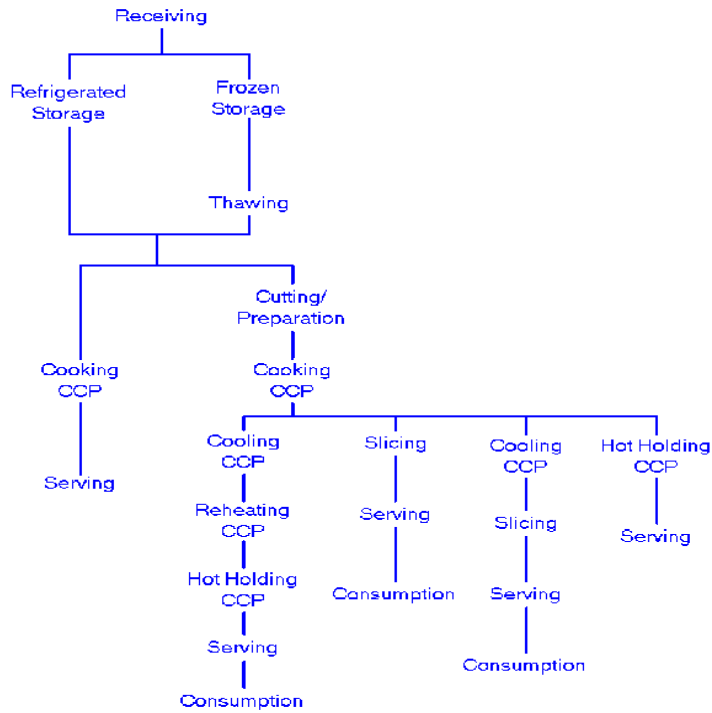 Receiving
Refrigerated
Storage
Frozen
Storage
Thawing
Cutting/
Preparation
Cooking
CCP
Cooking
CCP
Serving
Cooling
CCP
Reheating
CCP
Hot Holding
CCP
Serving
Consumption
Slicing
Serving
Consumption
Cooling
CCP
Slicing
Serving
Consumption
Hot Holding
CCP
Serving